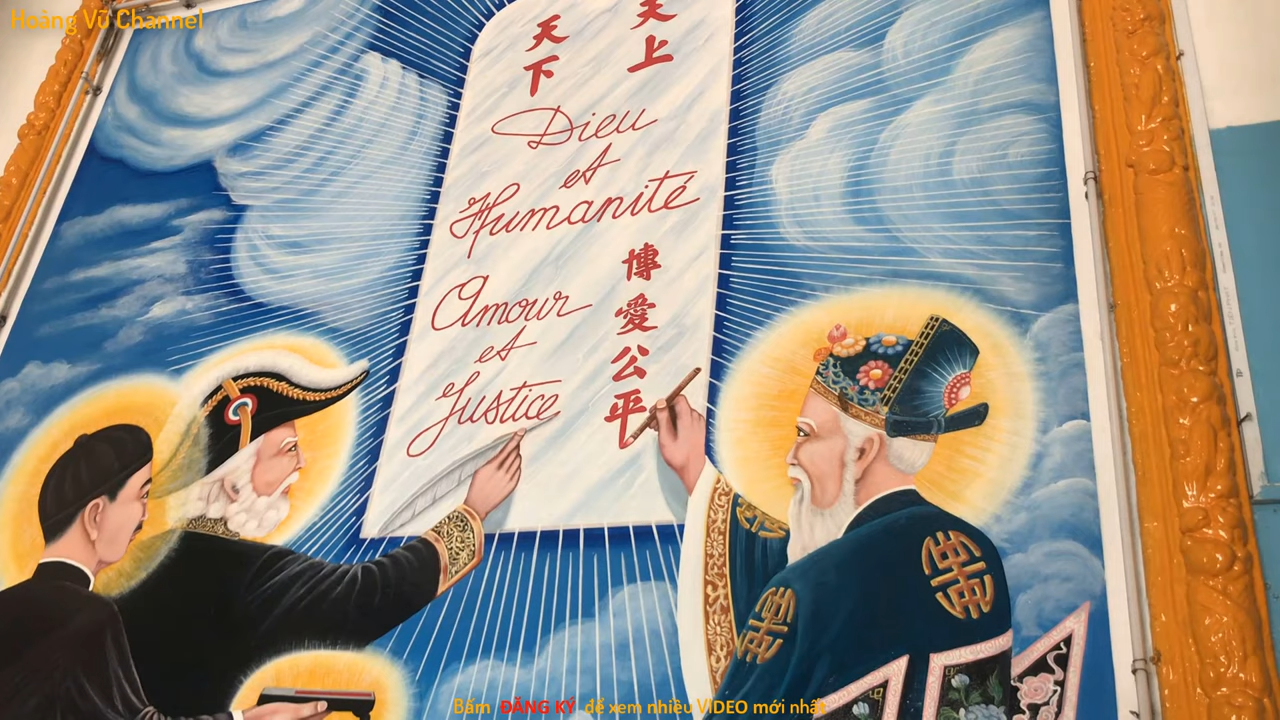 Hoàng Vũ Channel
天上
天下
Dieu
et
Humanité
博愛公平
Amour
et
Justice
Bấm ĐĂNG KÝ để xem nhiều VIDEO mới nhất